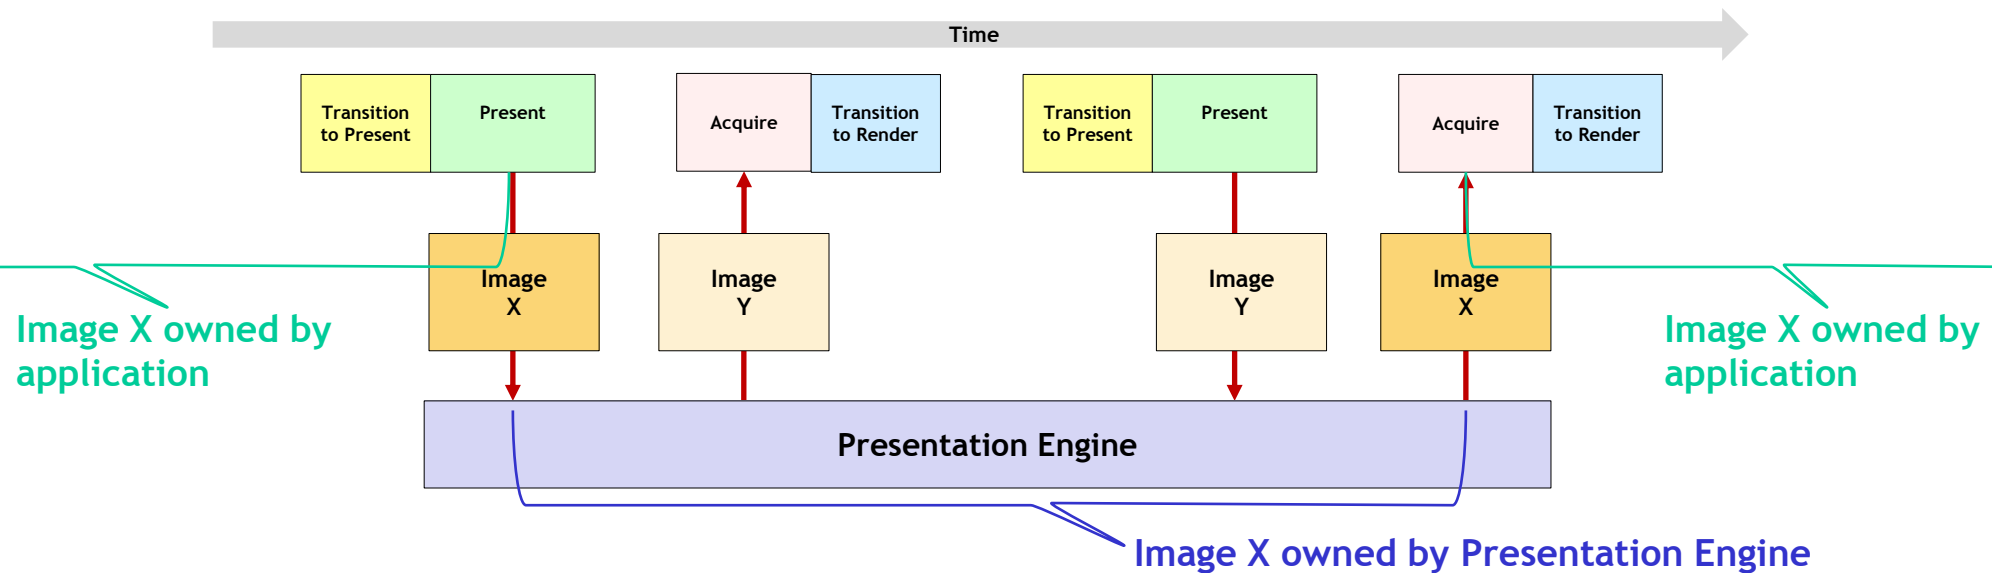 Time
Transition
to Present
Present
Acquire
Transition
to Render
Transition
to Present
Present
Acquire
Transition
to Render
Image
X
Image
Y
Image
Y
Image
X
Image X owned by
application
Image X owned by
application
Presentation Engine
Image X owned by Presentation Engine